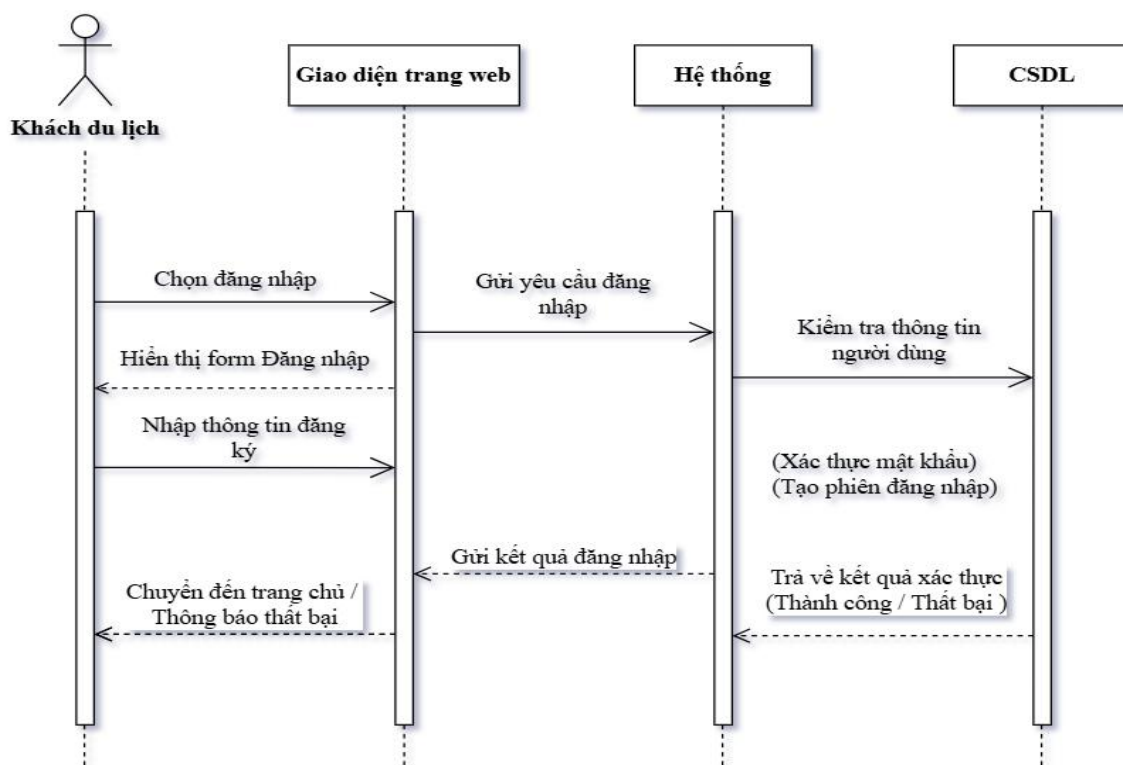 Khách du lịch
Giao diện trang web
Hệ thống
CSDL
Chọn đăng nhập
Gửi yêu cầu đăng
nhập
Kiểm tra thông tin
người dùng
Hiển thị form Đăng nhập
Nhập thông tin đăng
ký
(Xác thực mật khẩu)
(Tạo phiên đăng nhập)
Gửi kết quả đăng nhập
Trả về kết quả xác thực
(Thành công / Thất bại )
Chuyển đến trang chủ /
Thông báo thất bại